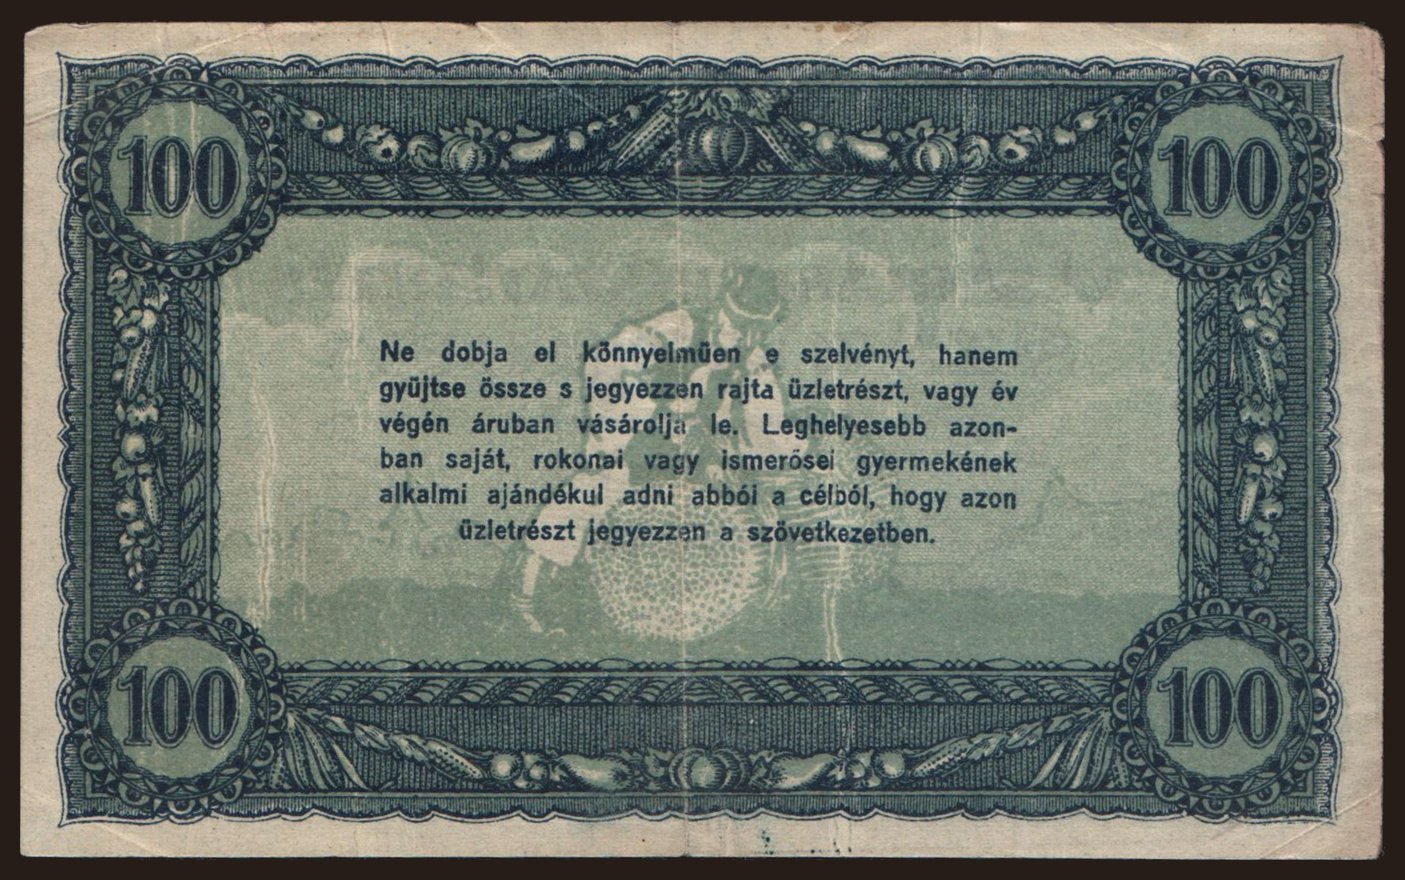 100 100
Ne dobja el könnyelmüen e szelvényt, hanem
gyüjtse össze s jegyezzen rajta üzletrészt, vagy év
végén áruban vásárolja le. Leghelyesebb azon-
ban saját, rokonai vagy ismerősei gyermekének
alkalmi ajándékul adni abból a célból, hogy azon
üzletrészt jegyezzen a szövetkezetben.
100 100